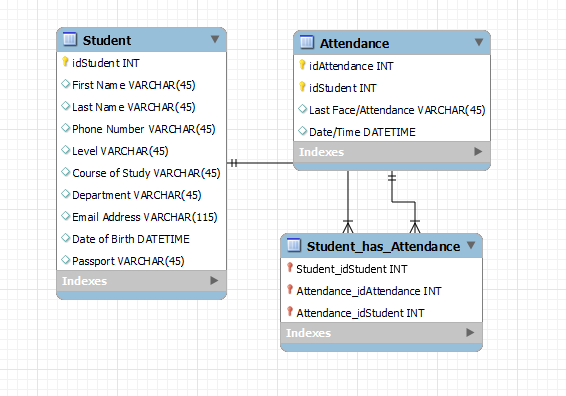 Student
idStudent INT
First Name VARCHAR(45)
Last Name VARCHAR(45)
Phone Number VARCHAR(45)
Level VARCHAR(45)
Course of Study VARCHAR(45)
Department VARCHAR(45)
Email Address VARCHAR(115)
Date of Birth DATETIME
Passport VARCHAR(45)
Indexes
Attendance
idAttendance INT
idStudent INT
Last Face/Attendance VARCHAR(45)
Date/Time DATETIME
Indexes
Student_has_Attendance
Student_idStudent INT
Attendance_idAttendance INT
Attendance_idStudent INT
Indexes